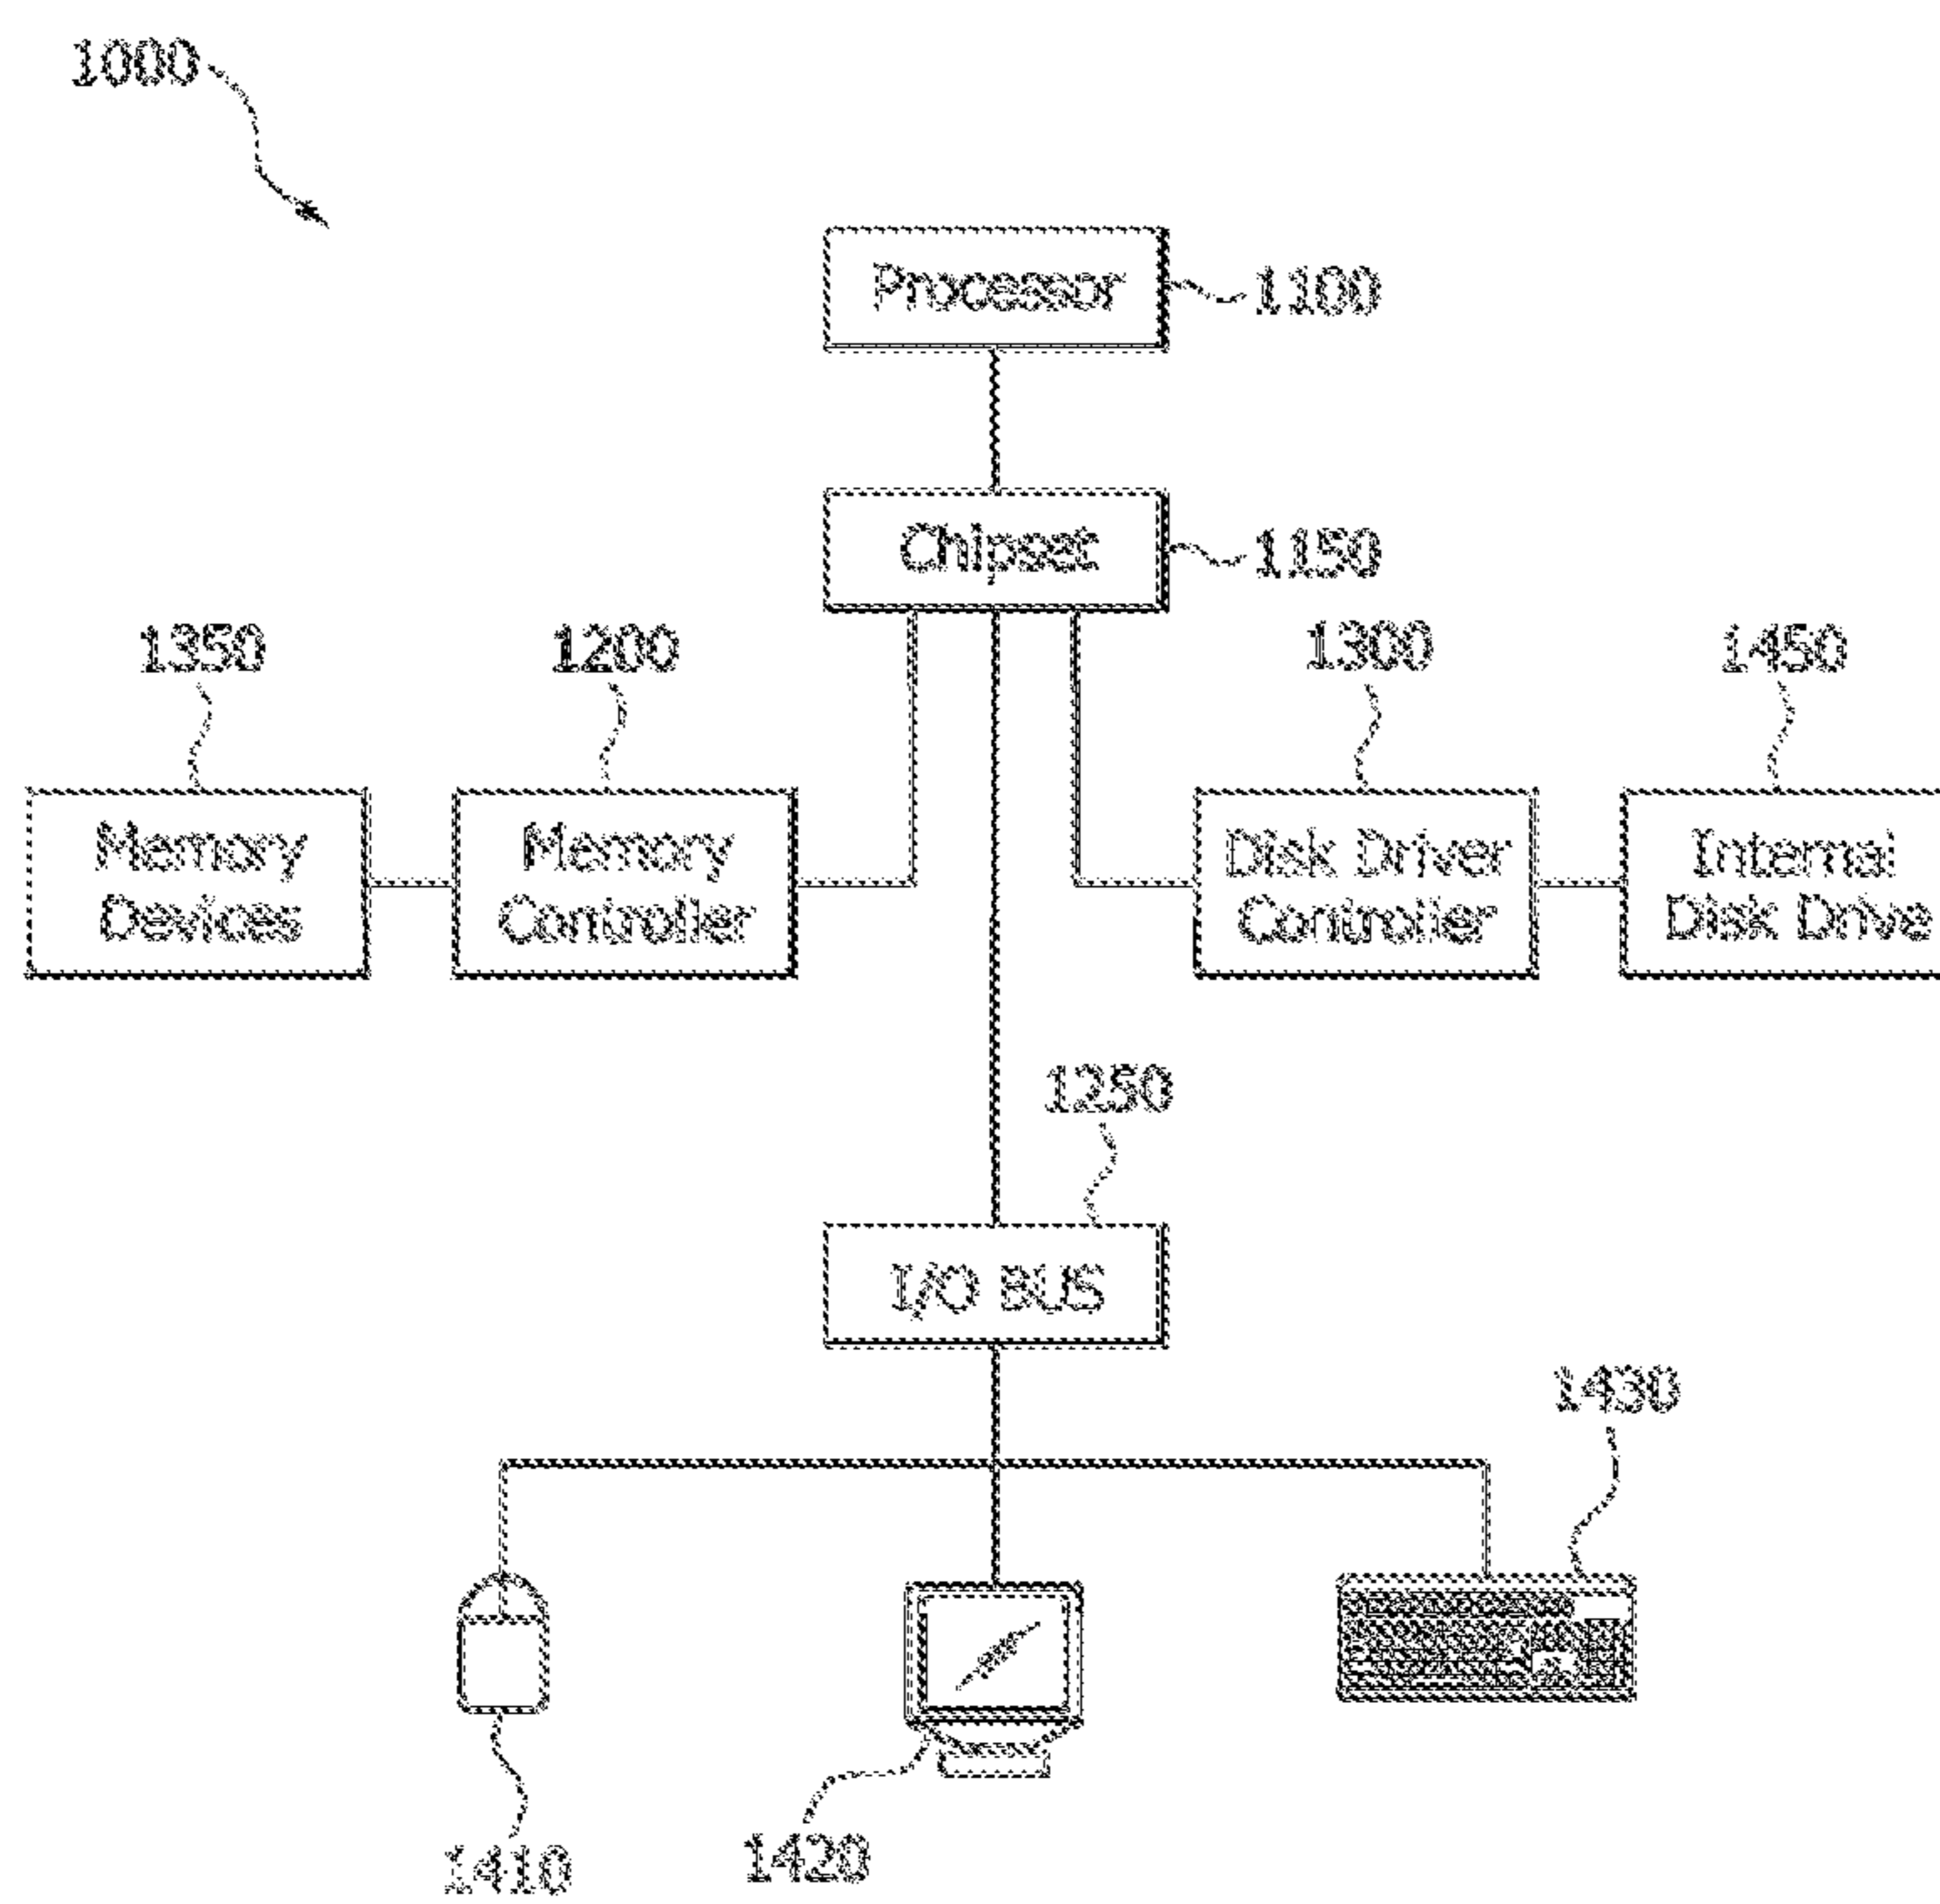 1000
Processor
1100
Chipset
1150
1350
1200
1300
1450
Memory
Devices
Memory
Controller
Disk Driver
Controller
Internal
Disk Drive
1250
I/O BUS
1430
1410
1420